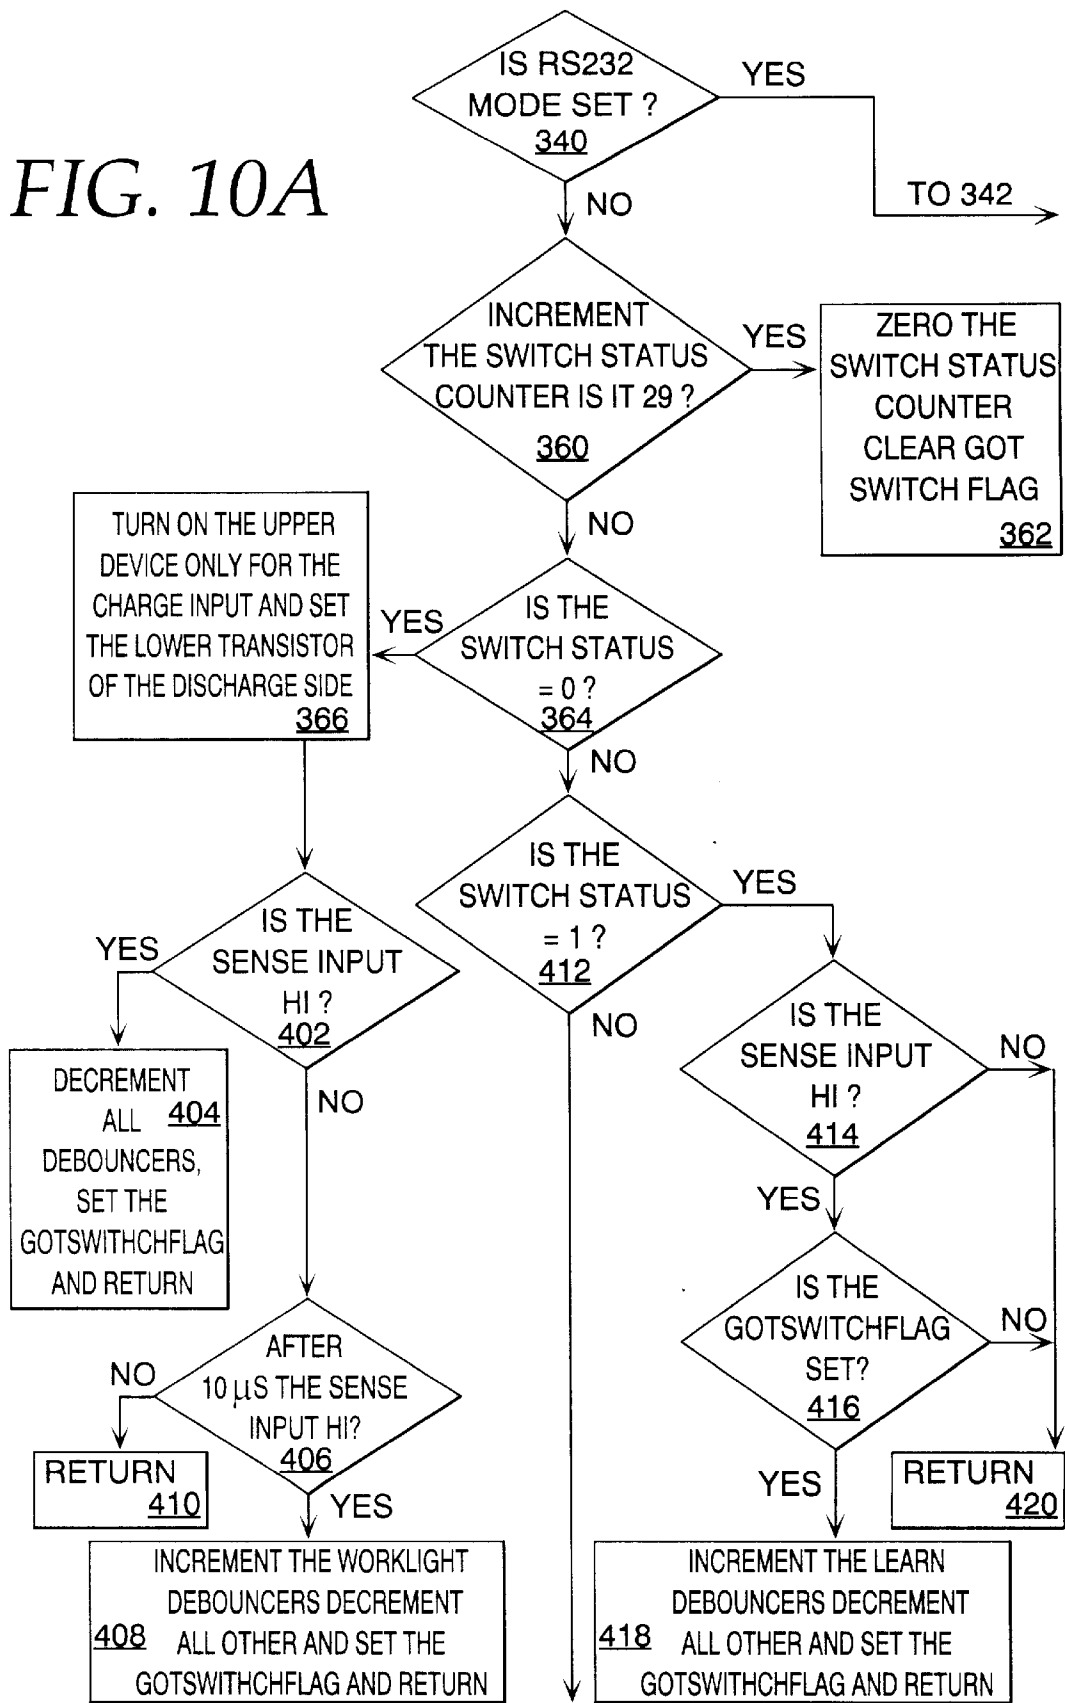 IS RS232
MODE SET ?
340
YES
FIG. 10A
TO 342
NO
INCREMENT
THE SWITCH STATUS
COUNTER IS IT 29 ?
360
YES
ZERO THE
SWITCH STATUS
COUNTER
CLEAR GOT
SWITCH FLAG
362
NO
TURN ON THE UPPER
DEVICE ONLY FOR THE
CHARGE INPUT AND SET
THE LOWER TRANSISTOR
OF THE DISCHARGE SIDE
366
YES
IS THE
SWITCH STATUS
= 0 ?
364
NO
IS THE
SWITCH STATUS
= 1 ?
412
YES
NO
IS THE
SENSE INPUT
HI ?
402
YES
NO
DECREMENT
ALL 404
DEBOUNCERS,
SET THE
GOTSWITHCHFLAG
AND RETURN
IS THE
SENSE INPUT
HI ?
414
NO
YES
IS THE
GOTSWITCHFLAG
SET?
416
NO
YES
AFTER
10 µS THE SENSE
INPUT HI?
406
NO
YES
RETURN
410
RETURN
420
INCREMENT THE WORKLIGHT
DEBOUNCERS DECREMENT
408 ALL OTHER AND SET THE
GOTSWITHCHFLAG AND RETURN
INCREMENT THE LEARN
DEBOUNCERS DECREMENT
418 ALL OTHER AND SET THE
GOTSWITHCHFLAG AND RETURN